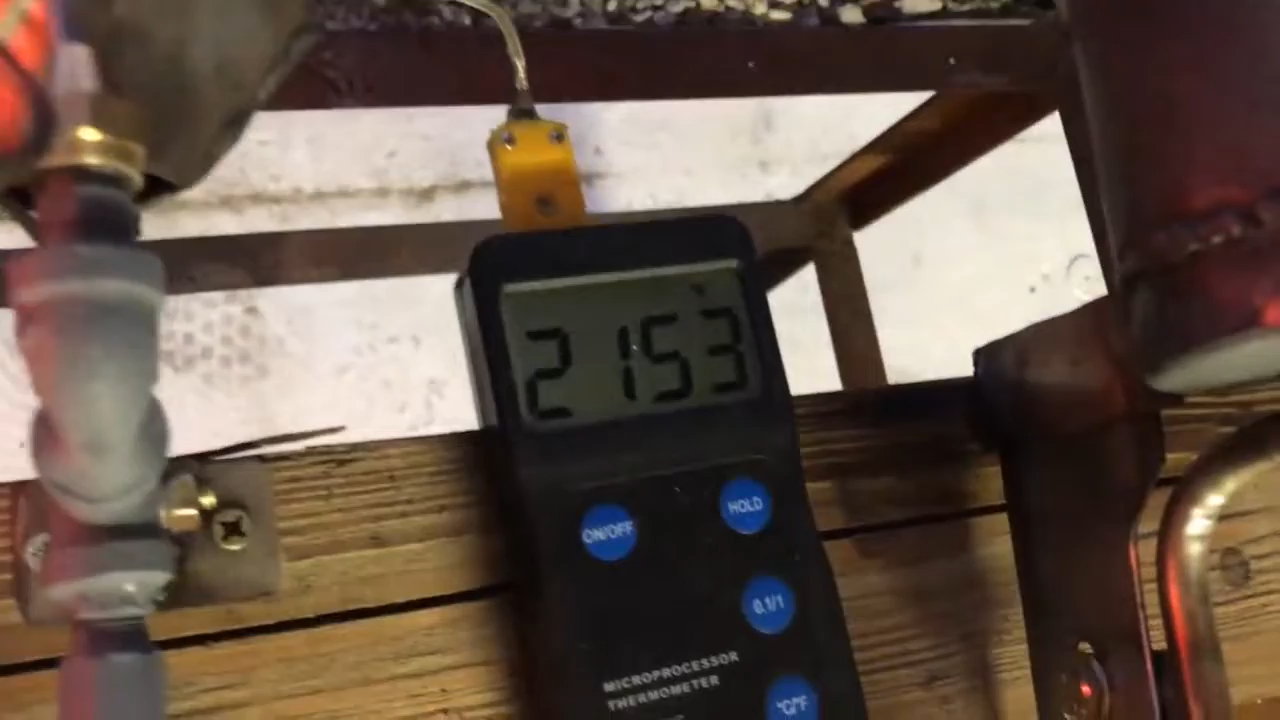 2153
ON/OFF
HOLD
0.1/1
MICROPROCESSOR
THERMOMETER
°C/°F